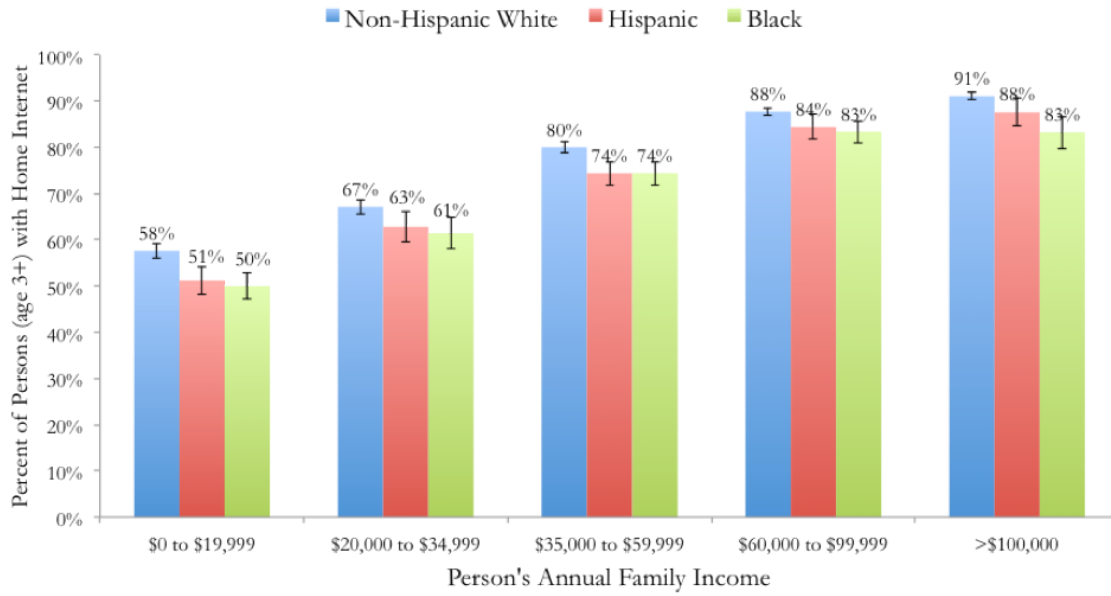 Non-Hispanic White Hispanic Black
Percent of Persons (age 3+) with Home Internet
100%
90%
80%
70%
60%
50%
40%
30%
20%
10%
0%
58% 51% 50%
67% 63% 61%
80% 74% 74%
88% 84% 83%
91% 88% 83%
$0 to $19,999 $20,000 to $34,999 $35,000 to $59,999 $60,000 to $99,999 >$100,000
Person's Annual Family Income